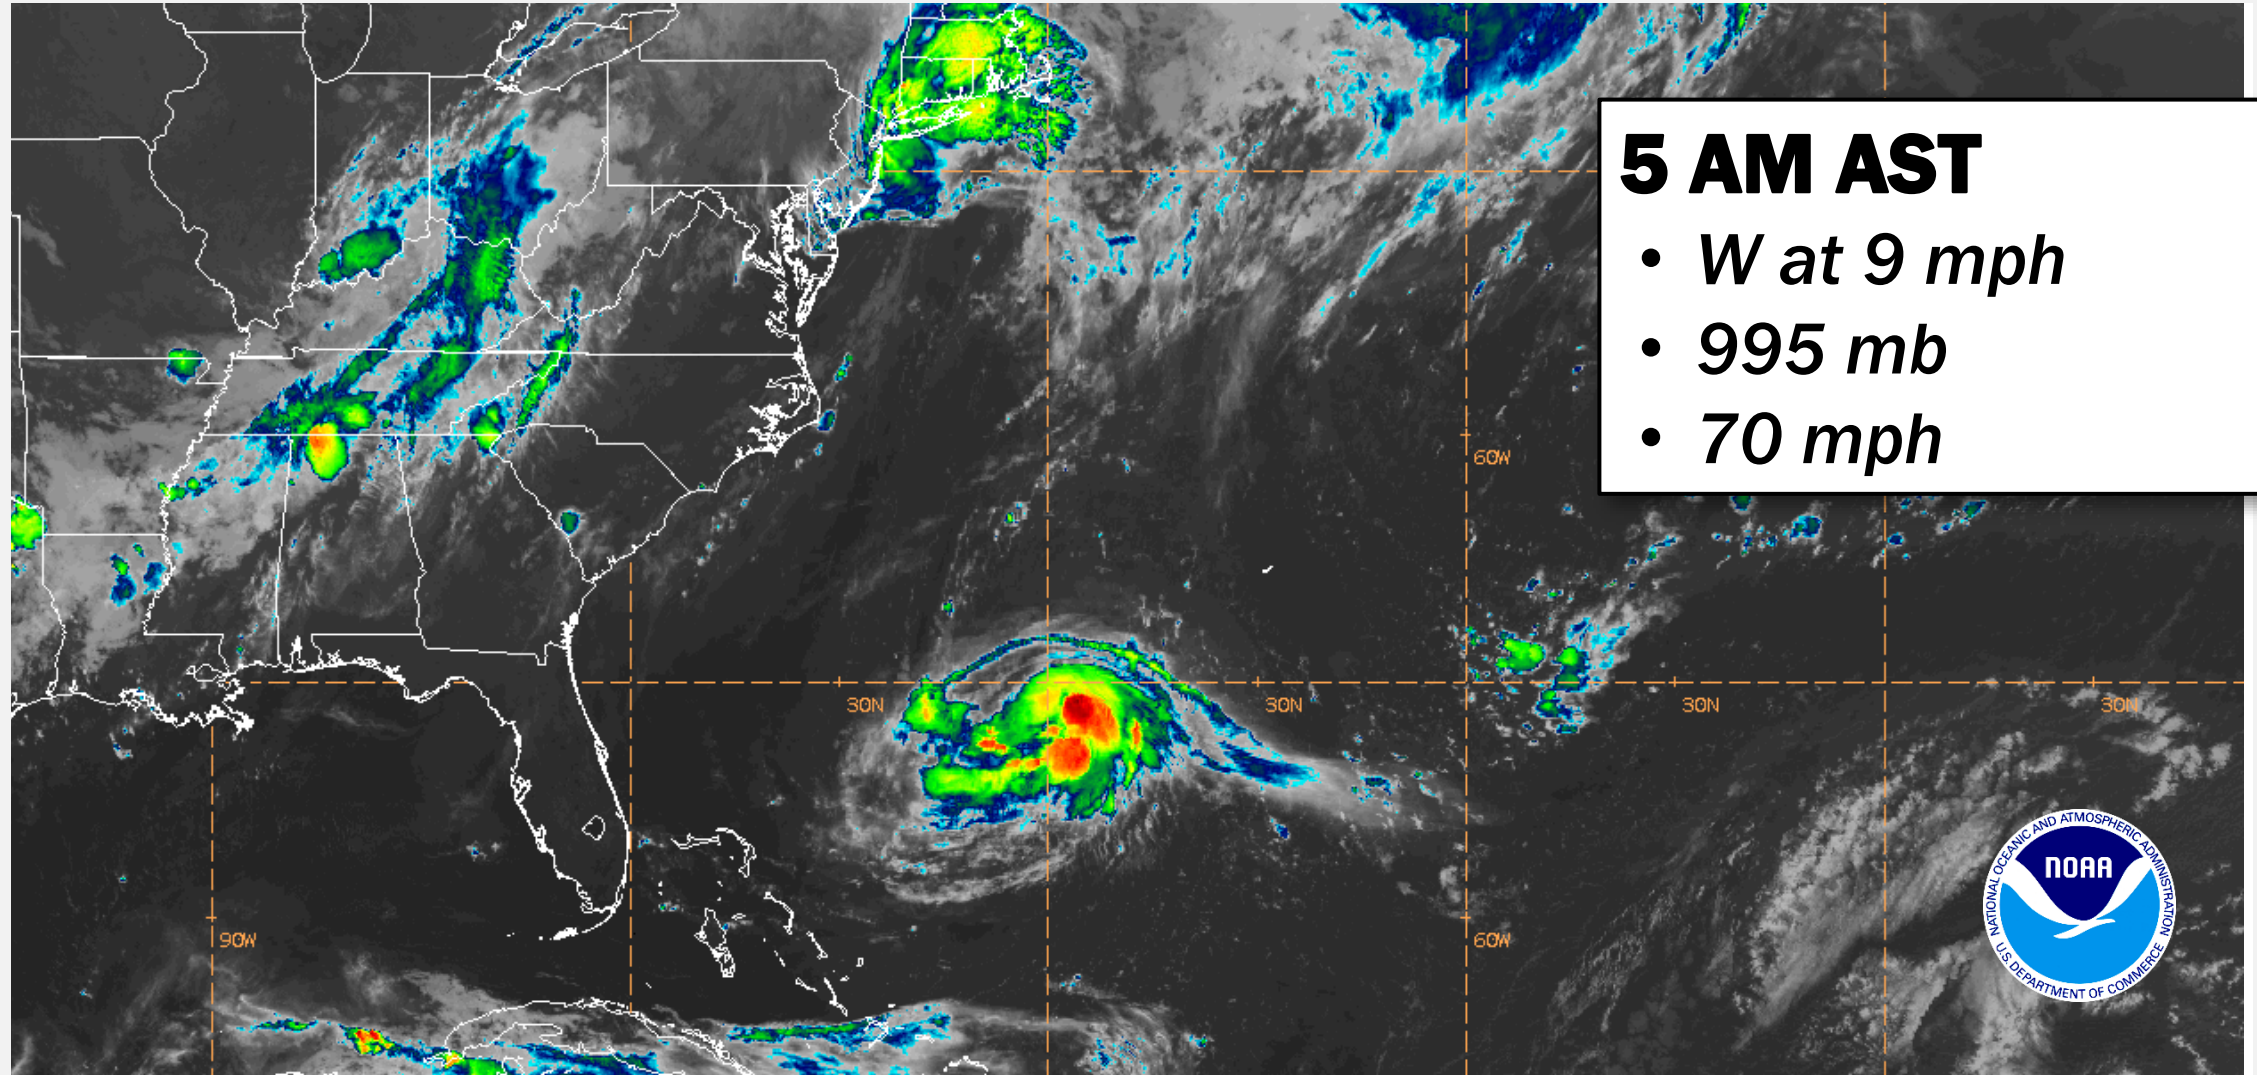 5 AM AST
• W at 9 mph
• 995 mb
• 70 mph
60W
30N
30N
30N
30N
NATIONAL OCEANIC AND ATMOSPHERIC ADMINISTRATION
NOAA
U.S. DEPARTMENT OF COMMERCE
90W
60W